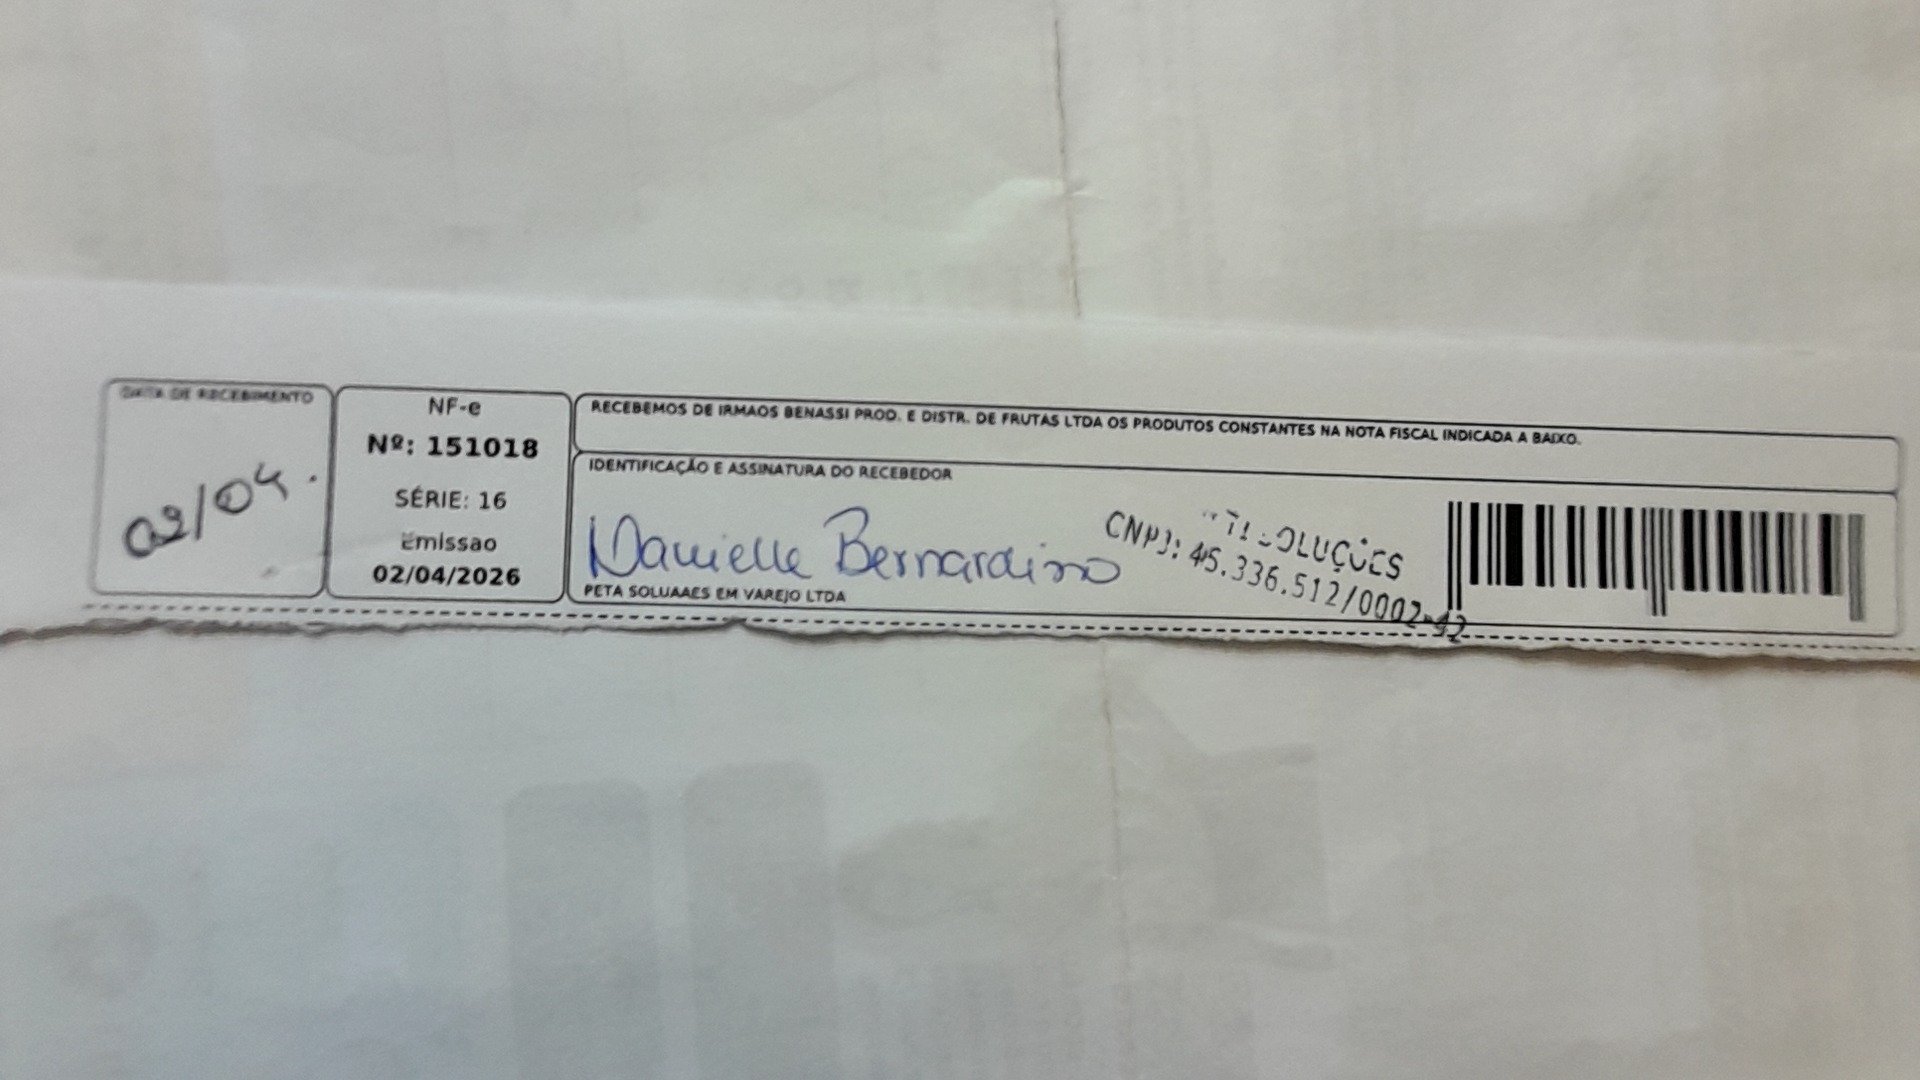 DATA DE RECEBIMENTO
02/04.
NF-e
Nº: 151018
SÉRIE: 16
Emissao
02/04/2026
RECEBEMOS DE IRMAOS BENASSI PROD. E DISTR. DE FRUTAS LTDA OS PRODUTOS CONSTANTES NA NOTA FISCAL INDICADA A BAIXO.
IDENTIFICAÇÃO E ASSINATURA DO RECEBEDOR
Danielle Bernardino
PETA SOLUAAES EM VAREJO LTDA
SOLUÇÕES
CNPJ: 45.336.512/0002-42